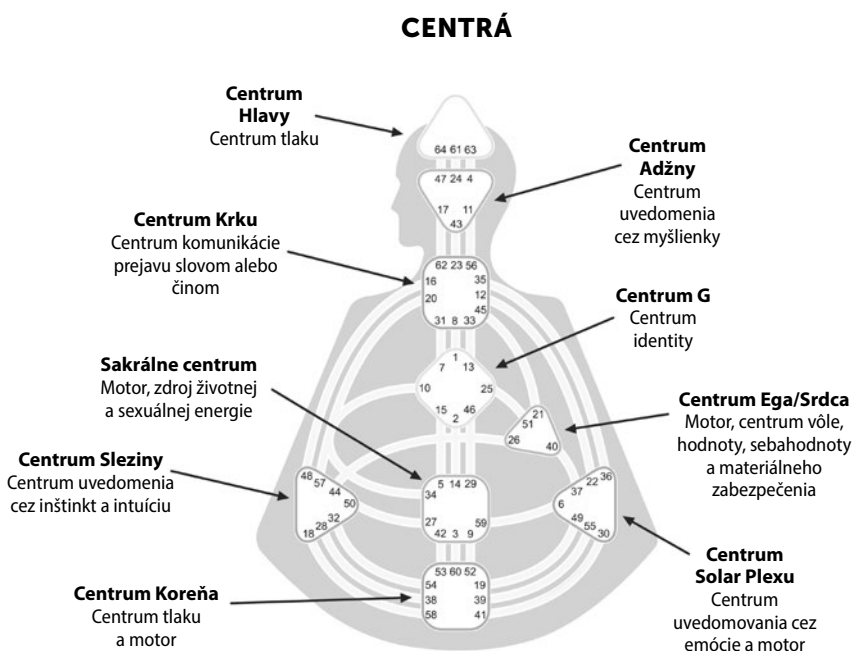 CENTRÁ
Centrum
Hlavy
Centrum tlaku
64 61 63
47 24 4
17 11
43
Centrum
Adžny
Centrum
uvedomenia
cez myšlienky
Centrum Krku
Centrum komunikácie
prejavu slovom alebo
činom
62 23 56
16 35
20 12
45
31 8 33
Centrum G
Centrum
identity
1
7 13
10 25
15 46
2
Sakrálne centrum
Motor, zdroj životnej
a sexuálnej energie
Centrum Ega/Srdca
Motor, centrum vôle,
hodnoty, sebahodnoty
a materiálneho
zabezpečenia
21
51
26 40
Centrum Sleziny
Centrum uvedomenia
cez inštinkt a intuíciu
48
57
44
50
32
28
18
5 14 29
34
27 59
42 3 9
36
22
37
6
49
55
30
Centrum
Solar Plexu
Centrum
uvedomovania cez
emócie a motor
Centrum Koreňa
Centrum tlaku
a motor
53 60 52
54 19
38 39
58 41